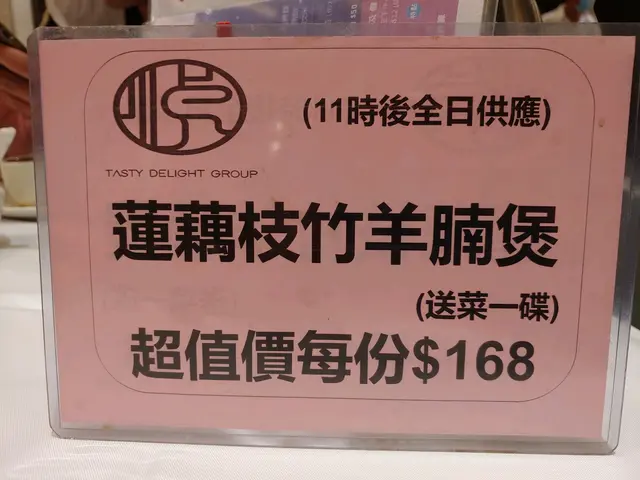 (11時後全日供應)
TASTY DELIGHT GROUP
蓮藕枝竹羊腩煲
(送菜一碟)
超值價每份$168